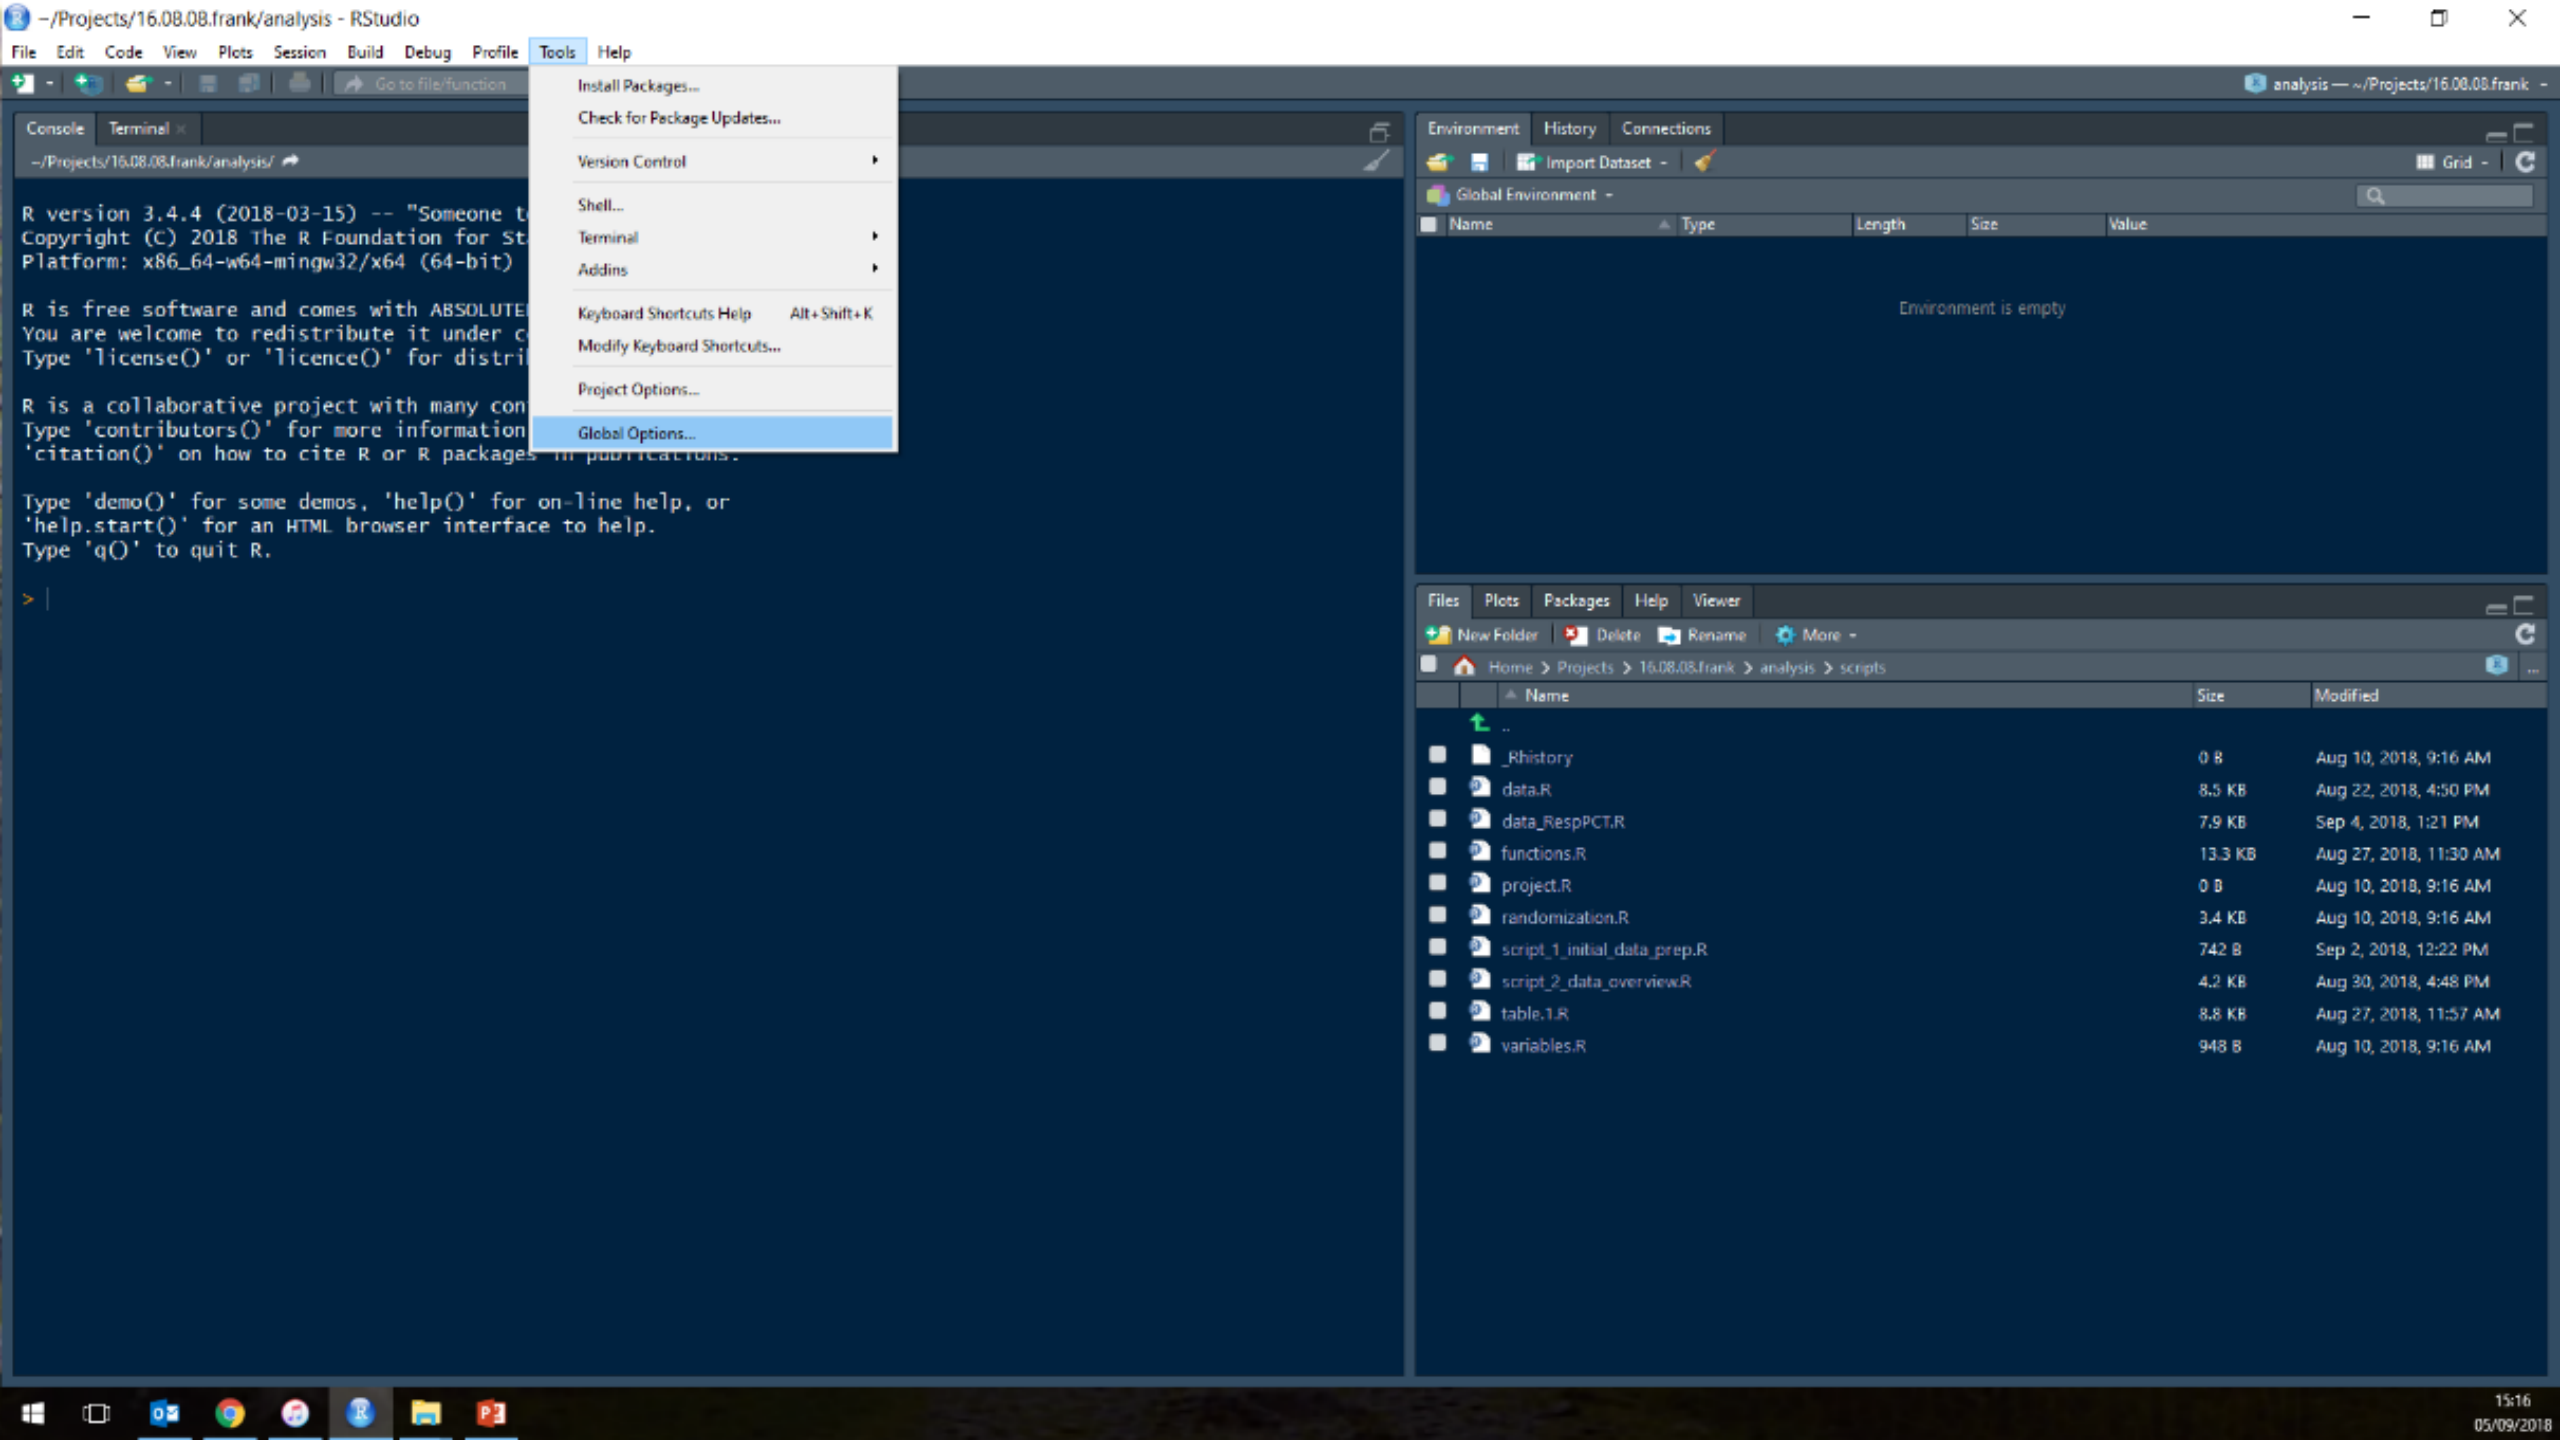 ~/Projects/16.08.08.frank/analysis - RStudio
File Edit Code View Plots Session Build Debug Profile Tools Help
Go to file/function
analysis — ~/Projects/16.08.08.frank
Install Packages...
Check for Package Updates...
Version Control
Shell...
Terminal
Addins
Keyboard Shortcuts Help Alt+Shift+K
Modify Keyboard Shortcuts...
Project Options...
Global Options...
Console Terminal
~/Projects/16.08.08.frank/analysis/
R version 3.4.4 (2018-03-15) -- "Someone t
Copyright (C) 2018 The R Foundation for St
Platform: x86_64-w64-mingw32/x64 (64-bit)
R is free software and comes with ABSOLUTE
You are welcome to redistribute it under c
Type 'license()' or 'licence()' for distri
R is a collaborative project with many con
Type 'contributors()' for more information
'citation()' on how to cite R or R packages in publications.
Type 'demo()' for some demos, 'help()' for on-line help, or
'help.start()' for an HTML browser interface to help.
Type 'q()' to quit R.
>
Environment History Connections
Import Dataset Grid
Global Environment
Name Type Length Size Value
Environment is empty
Files Plots Packages Help Viewer
New Folder Delete Rename More
Home > Projects > 16.08.08.frank > analysis > scripts ...
Name Size Modified
..
_Rhistory 0 B Aug 10, 2018, 9:16 AM
data.R 8.5 KB Aug 22, 2018, 4:50 PM
data_RespPCT.R 7.9 KB Sep 4, 2018, 1:21 PM
functions.R 13.3 KB Aug 27, 2018, 11:30 AM
project.R 0 B Aug 10, 2018, 9:16 AM
randomization.R 3.4 KB Aug 10, 2018, 9:16 AM
script_1_initial_data_prep.R 742 B Sep 2, 2018, 12:22 PM
script_2_data_overview.R 4.2 KB Aug 30, 2018, 4:48 PM
table.1.R 8.8 KB Aug 27, 2018, 11:57 AM
variables.R 948 B Aug 10, 2018, 9:16 AM
15:16
05/09/2018